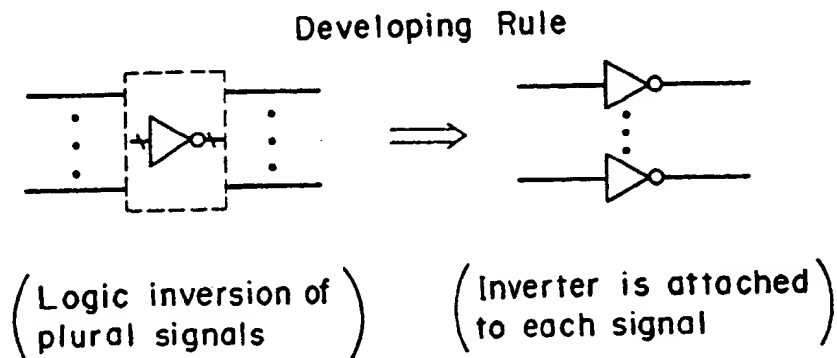 Developing Rule
(Logic inversion of
plural signals)
(Inverter is attached
to each signal)